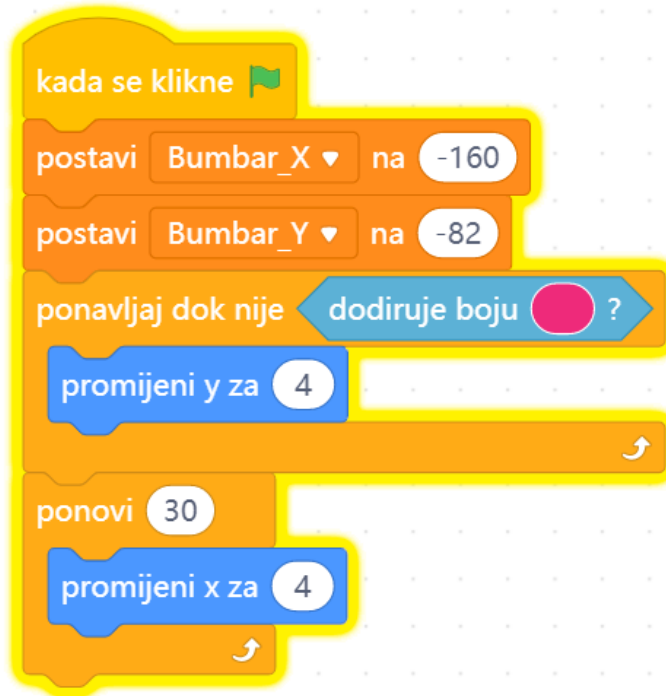 kada se klikne
postavi Bumbar_X na -160
postavi Bumbar_Y na -82
ponavljaj dok nije dodiruje boju ?
promijeni y za 4
ponovi 30
promijeni x za 4